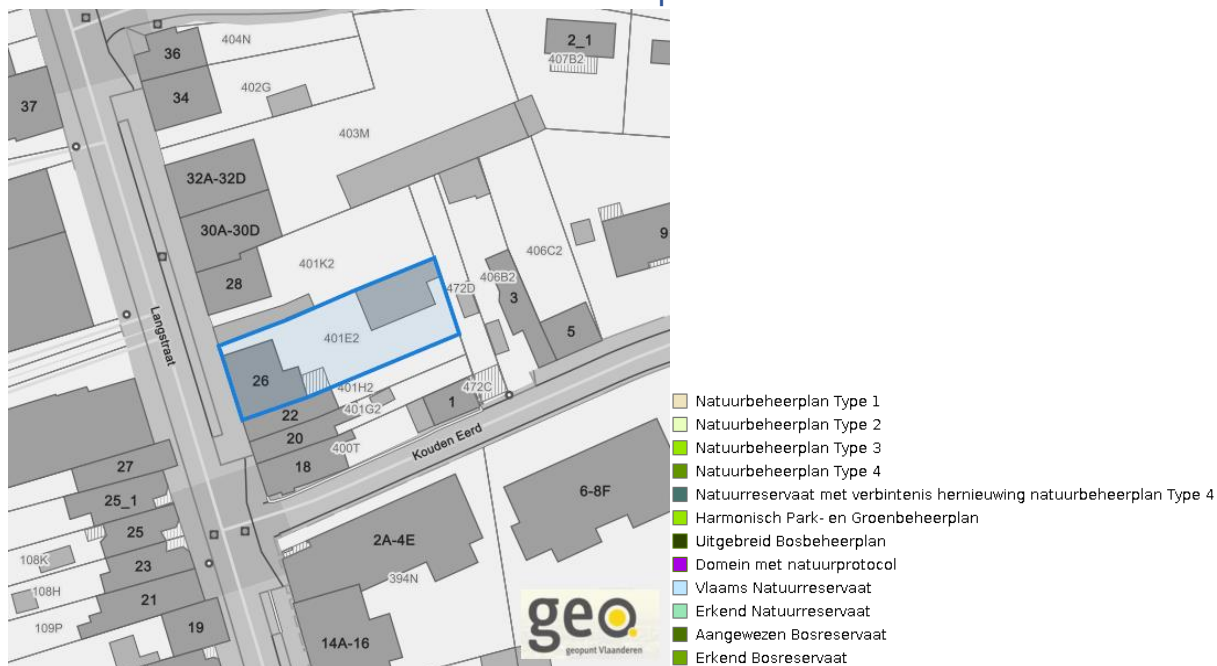 36
404N
2_1
407B2
34
402G
37
403M
32A-32D
30A-30D
9
406C2
401K2
28
472D
406B2
3
Langstraat
5
401E2
26
401H2
472C
1
401G2
22
20
400T
Kouden Eerd
18
27
6-8F
25_1
25
2A-4E
108K
23
394N
108H
21
109P
19
14A-16
geo.
geopunt Vlaanderen
Natuurbeheerplan Type 1
Natuurbeheerplan Type 2
Natuurbeheerplan Type 3
Natuurbeheerplan Type 4
Natuurreservaat met verbintenis hernieuwing natuurbeheerplan Type 4
Harmonisch Park- en Groenbeheerplan
Uitgebreid Bosbeheerplan
Domein met natuurprotocol
Vlaams Natuurreservaat
Erkend Natuurreservaat
Aangewezen Bosreservaat
Erkend Bosreservaat